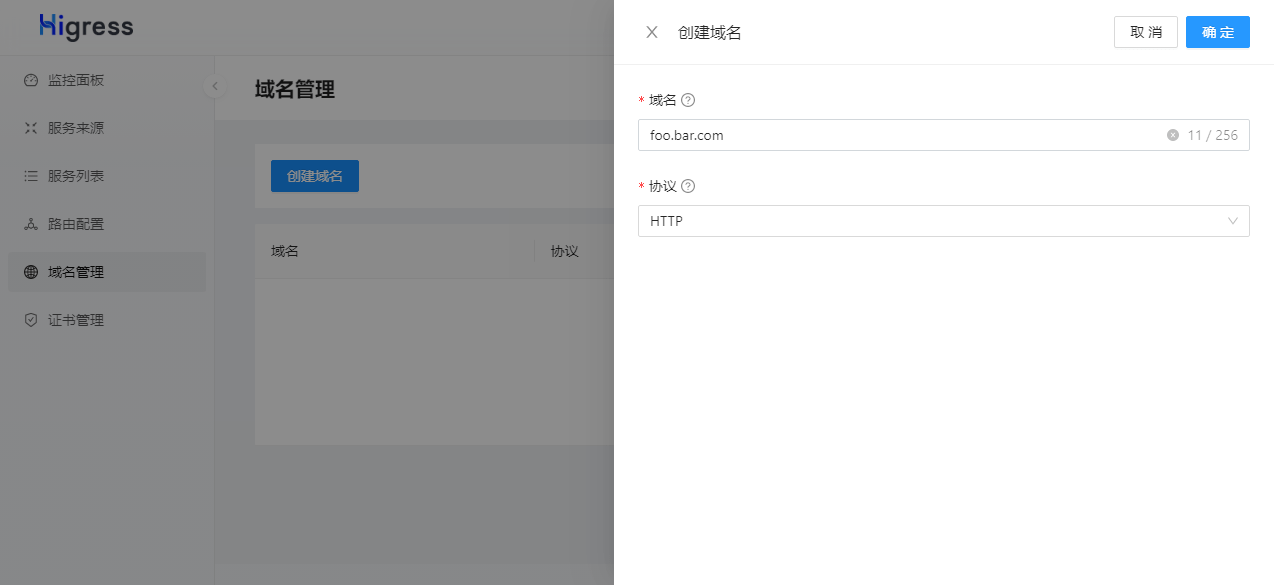 Higress
监控面板
服务来源
服务列表
路由配置
域名管理
证书管理
域名管理
创建域名
域名
协议
创建域名
取 消
确 定
* 域名
foo.bar.com
11 / 256
* 协议
HTTP